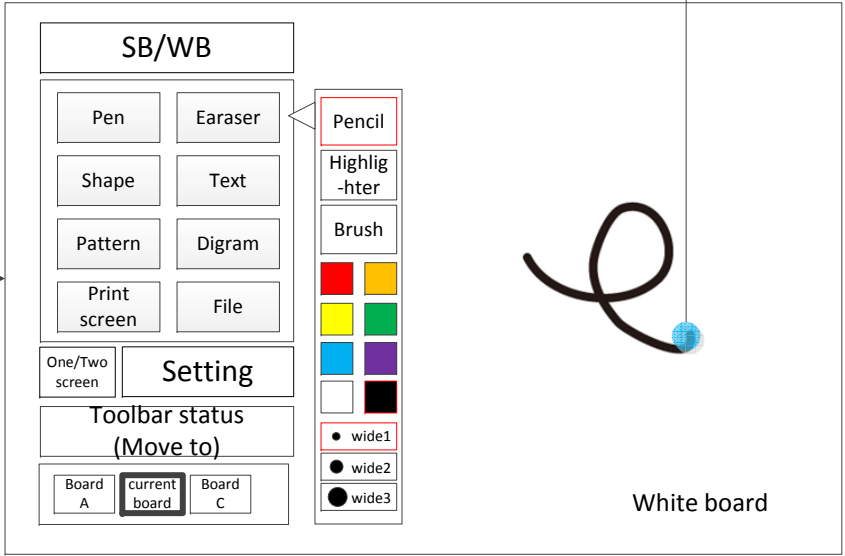 SB/WB
Pen
Earaser
Shape
Text
Pattern
Digram
Print
screen
File
One/Two
screen
Setting
Toolbar status
(Move to)
Board
A
current
board
Board
C
Pencil
Highlig
-hter
Brush
wide1
wide2
wide3
White board